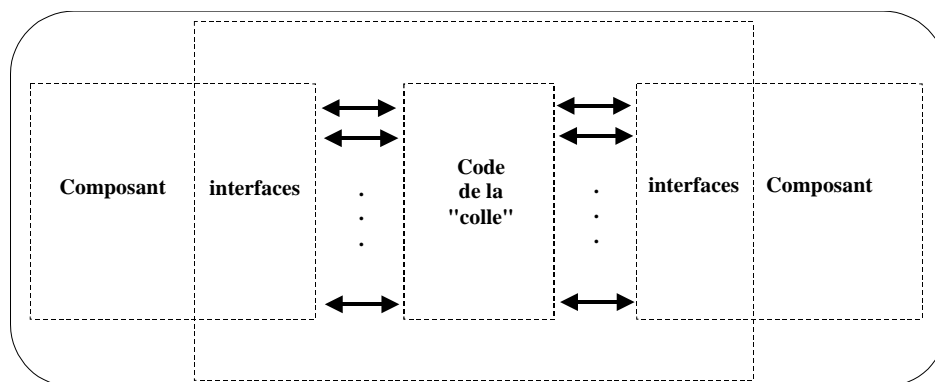 Composant
interfaces
Code
de la
"colle"
interfaces
Composant